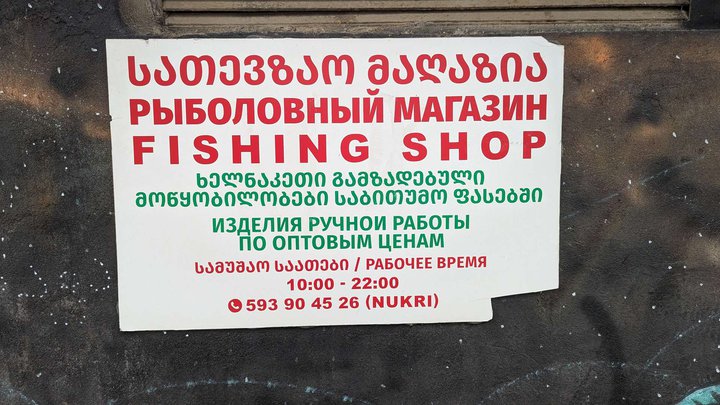 სათევზაო მაღაზია
РЫБОЛОВНЫЙ МАГАЗИН
FISHING SHOP
ხელნაკეთი გამზადებული
მოწყობილობები საბითუმო ფასებში
ИЗДЕЛИЯ РУЧНОИ РАБОТЫ
ПО ОПТОВЫМ ЦЕНАМ
სამუშაო საათები / РАБОЧЕЕ ВРЕМЯ
10:00 - 22:00
593 90 45 26 (NUKRI)